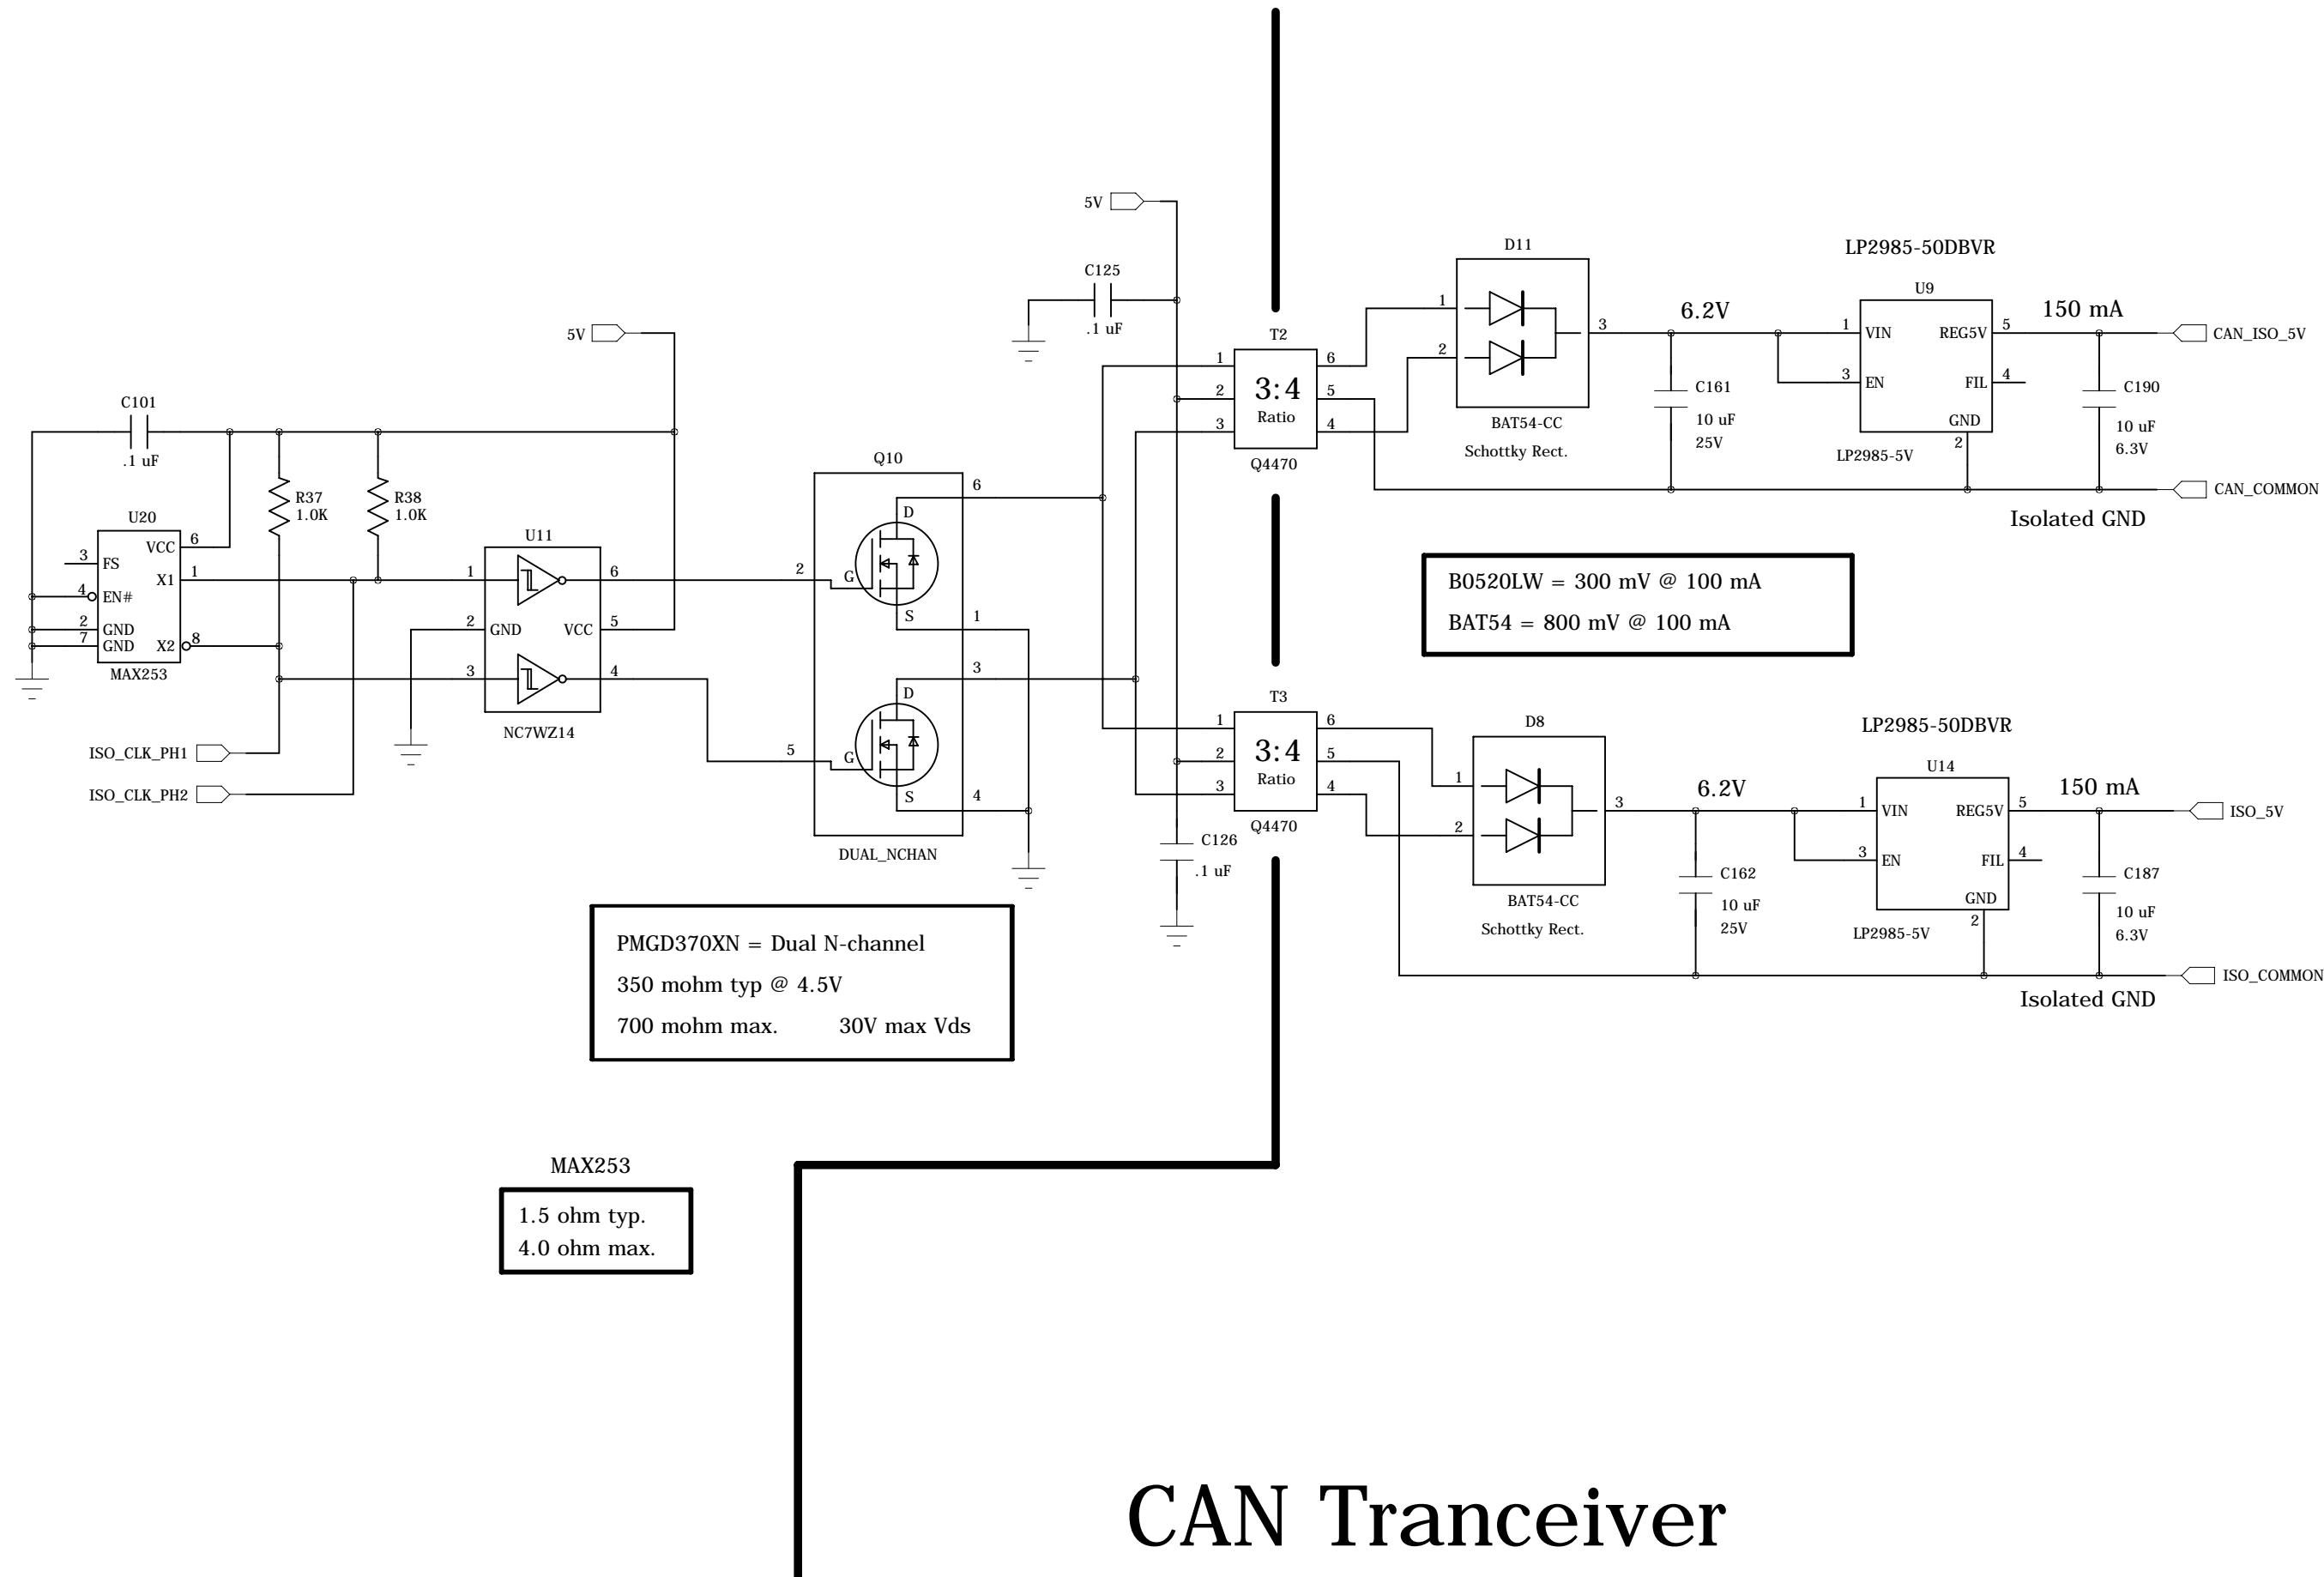 5V
C125
.1 uF
D11
1
2
3
BAT54-CC
Schottky Rect.
6.2V
C161
10 uF
25V
LP2985-50DBVR
U9
1 VIN
3 EN
REG5V 5
FIL 4
GND
2
LP2985-5V
150 mA
C190
10 uF
6.3V
CAN_ISO_5V
CAN_COMMON
Isolated GND
T2
1
2
3
3:4
Ratio
6
5
4
Q4470
5V
C101
.1 uF
R37
1.0K
R38
1.0K
U20
3 FS
4 EN#
2 GND
7 GND
VCC 6
X1 1
X2 8
MAX253
ISO_CLK_PH1
ISO_CLK_PH2
U11
1
2 GND
3
6
VCC 5
4
NC7WZ14
Q10
2
G
D
S
6
1
5
G
D
S
3
4
DUAL_NCHAN
B0520LW = 300 mV @ 100 mA
BAT54 = 800 mV @ 100 mA
T3
1
2
3
3:4
Ratio
6
5
4
Q4470
C126
.1 uF
D8
1
2
3
BAT54-CC
Schottky Rect.
6.2V
C162
10 uF
25V
LP2985-50DBVR
U14
1 VIN
3 EN
REG5V 5
FIL 4
GND
2
LP2985-5V
150 mA
C187
10 uF
6.3V
ISO_5V
ISO_COMMON
Isolated GND
PMGD370XN = Dual N-channel
350 mohm typ @ 4.5V
700 mohm max. 30V max Vds
MAX253
1.5 ohm typ.
4.0 ohm max.
CAN Tranceiver